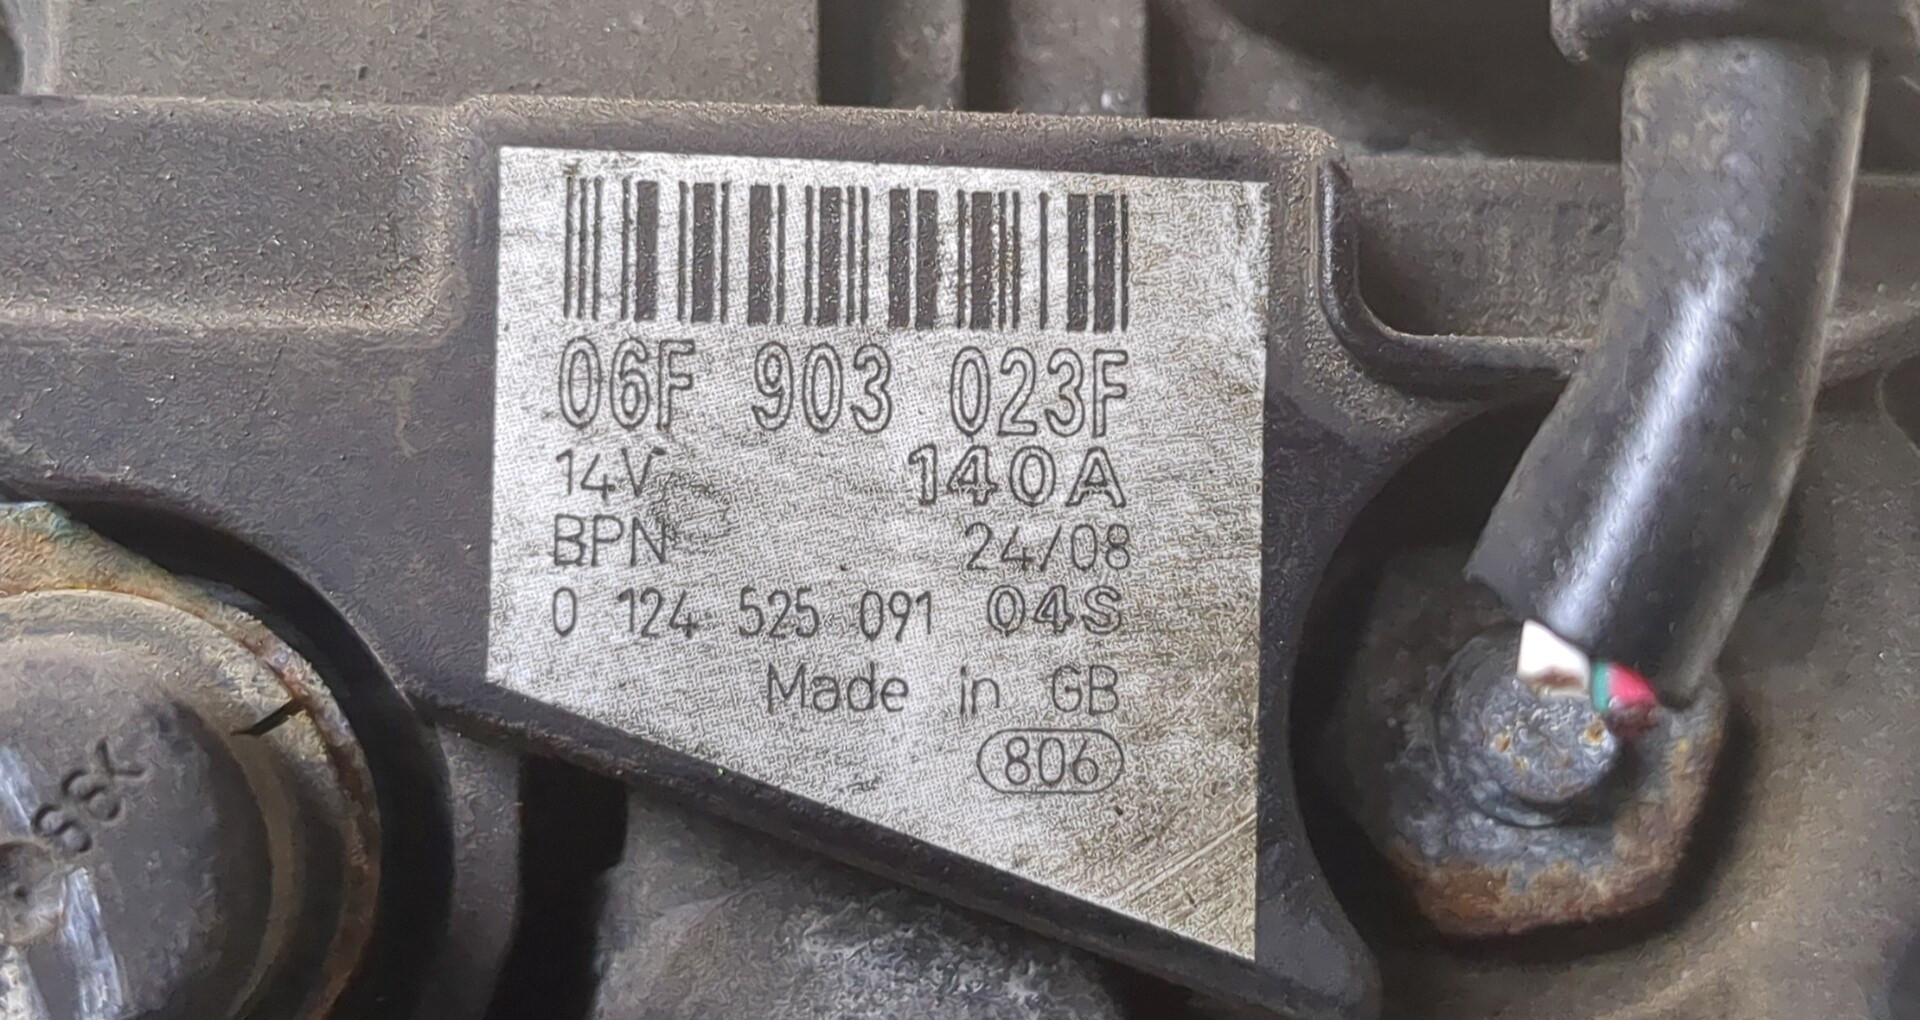 06F 903 023F
14V 140A
BPN 24/08
0 124 525 091 04S
Made in GB
806